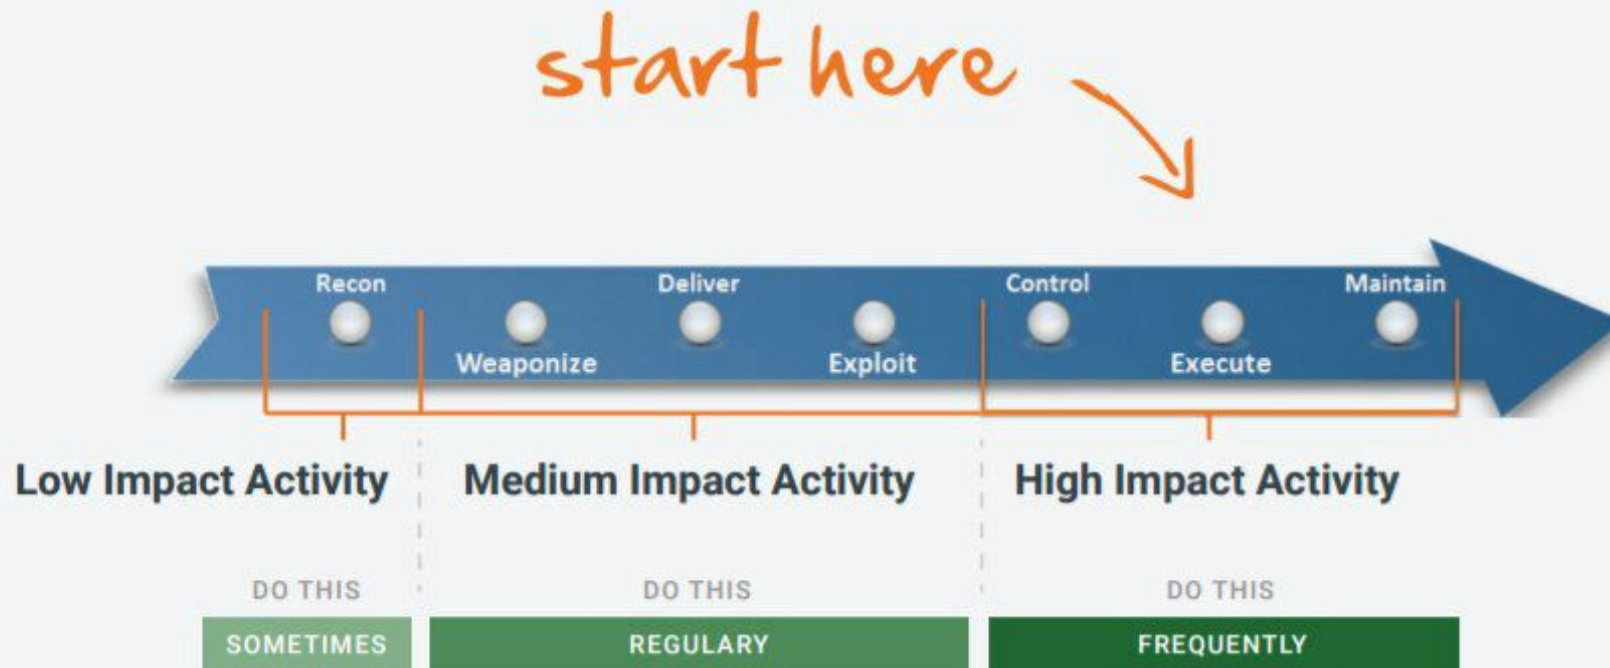 start here
Recon Deliver Control Maintain
Weaponize Exploit Execute
Low Impact Activity Medium Impact Activity High Impact Activity
DO THIS DO THIS DO THIS
SOMETIMES REGULARY FREQUENTLY